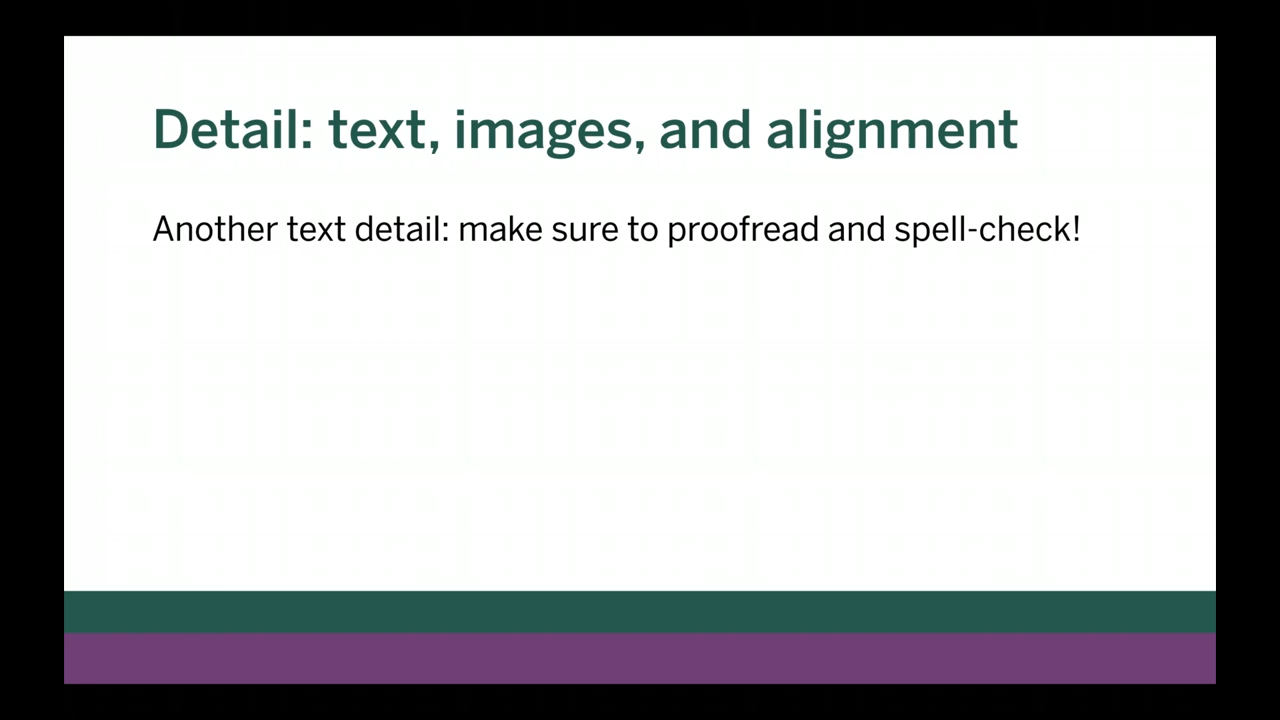 Detail: text, images, and alignment
Another text detail: make sure to proofread and spell-check!